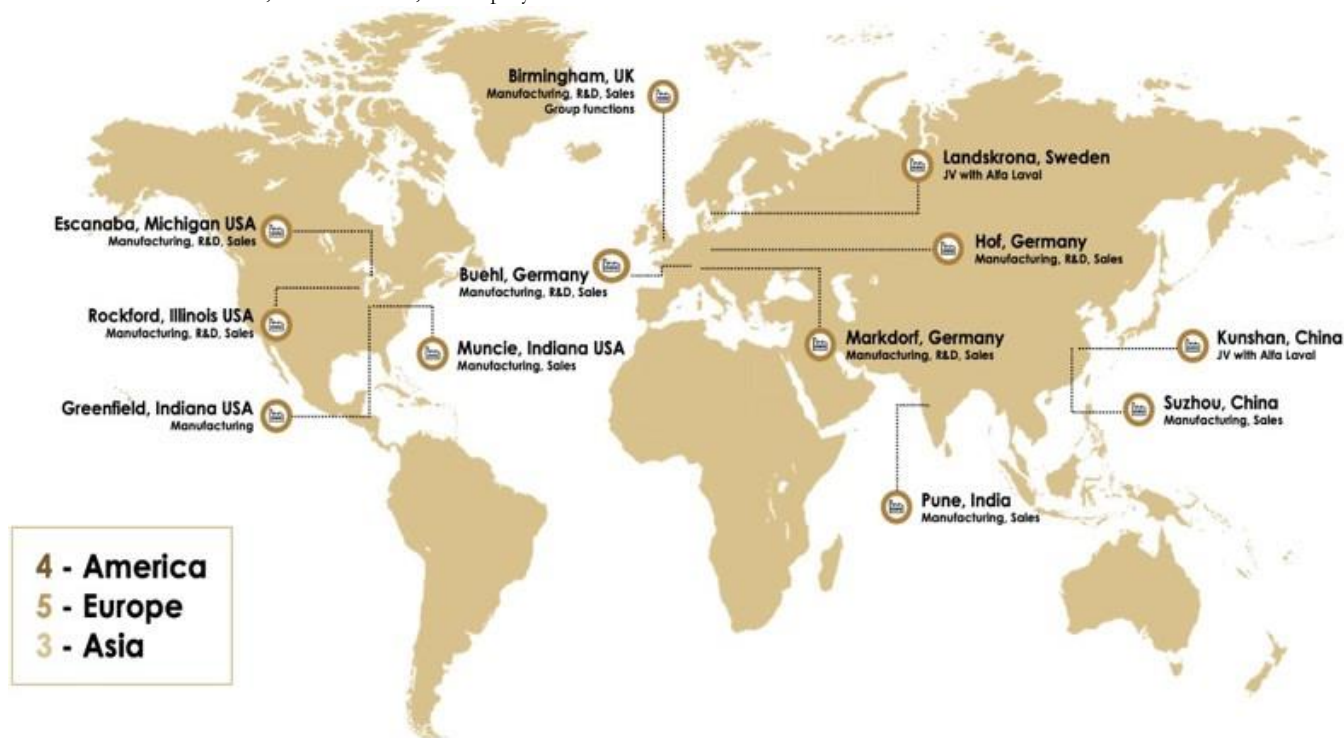 Birmingham, UK
Manufacturing, R&D, Sales
Group functions
Landskrona, Sweden
JV with Alfa Laval
Escanaba, Michigan USA
Manufacturing, R&D, Sales
Hof, Germany
Manufacturing, R&D, Sales
Buehl, Germany
Manufacturing, R&D, Sales
Rockford, Illinois USA
Manufacturing, R&D, Sales
Muncie, Indiana USA
Manufacturing, Sales
Markdorf, Germany
Manufacturing, R&D, Sales
Kunshan, China
JV with Alfa Laval
Greenfield, Indiana USA
Manufacturing
Suzhou, China
Manufacturing, Sales
Pune, India
Manufacturing, Sales
4 - America
5 - Europe
3 - Asia